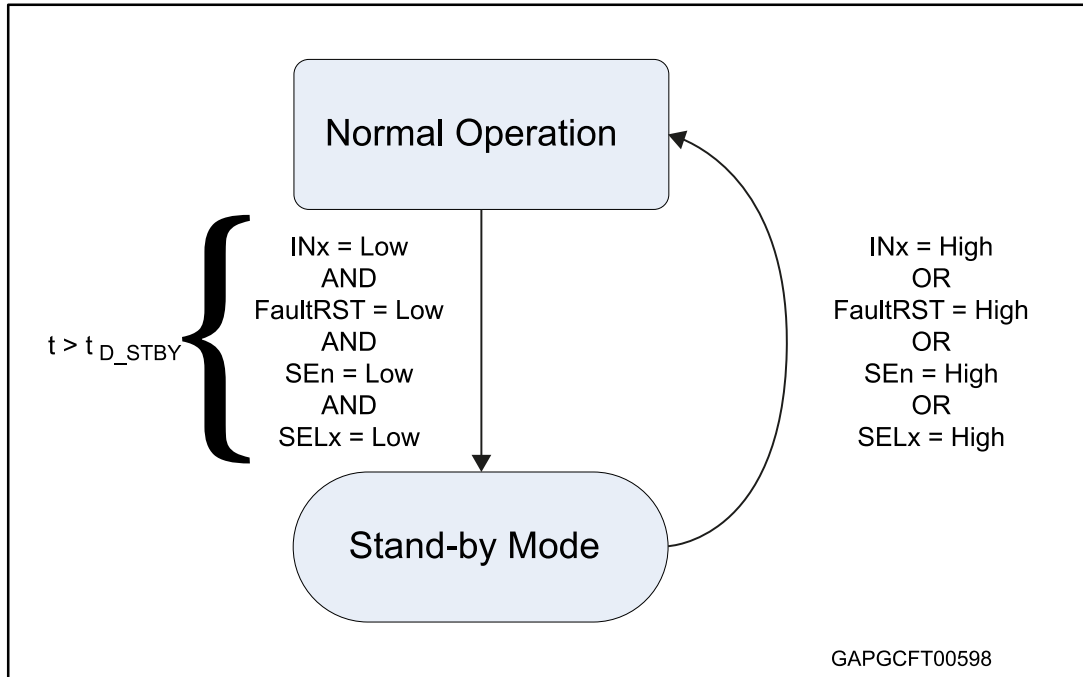 Normal Operation
t > t D_STBY
INx = Low
AND
FaultRST = Low
AND
SEn = Low
AND
SELx = Low
INx = High
OR
FaultRST = High
OR
SEn = High
OR
SELx = High
Stand-by Mode
GAPGCFT00598